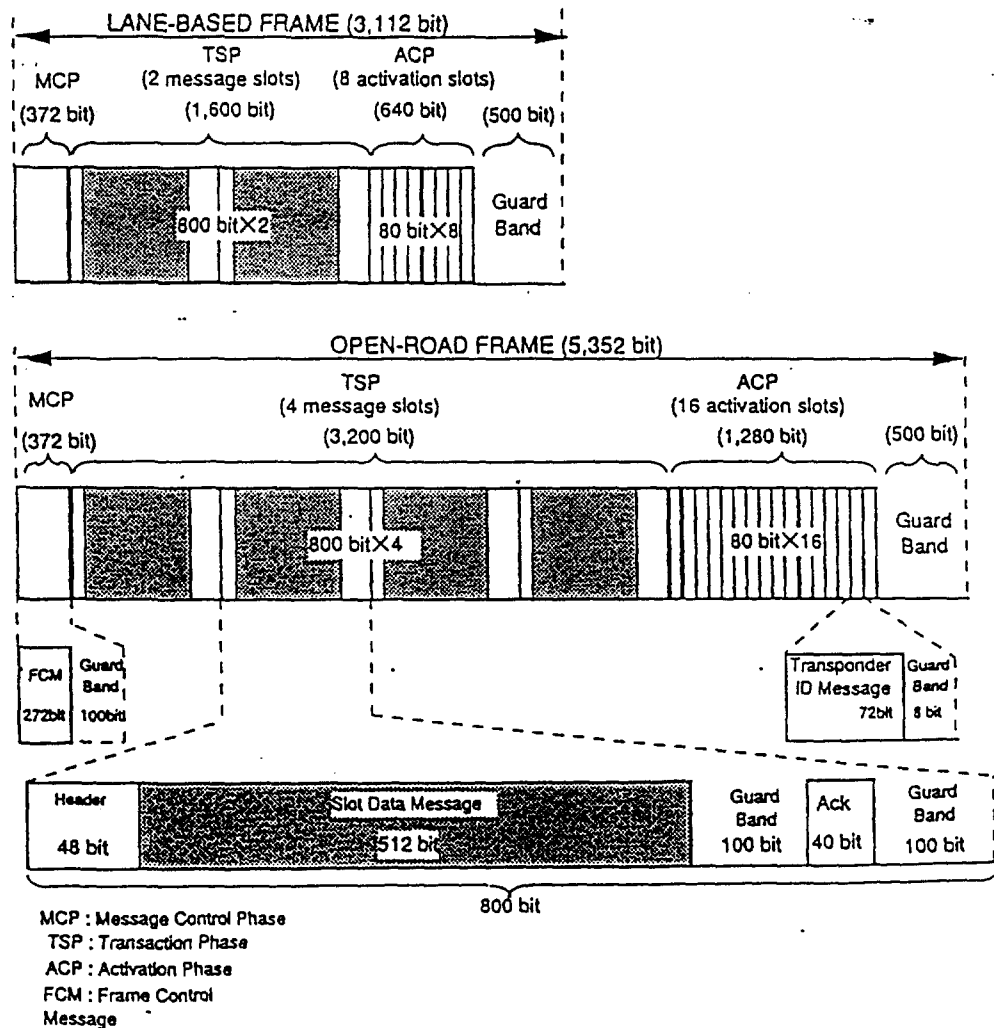 LANE-BASED FRAME (3,112 bit)
TSP
ACP
MCP
(2 message slots)
(8 activation slots)
(372 bit)
(1,600 bit)
(640 bit)
(500 bit)
800 bit×2
80 bit×8
Guard
Band
OPEN-ROAD FRAME (5,352 bit)
MCP
TSP
ACP
(4 message slots)
(16 activation slots)
(372 bit)
(3,200 bit)
(1,280 bit)
(500 bit)
800 bit×4
80 bit×16
Guard
Band
FCM
272bit
Guard
Band
100bit
Transponder
ID Message
72bit
Guard
Band
8 bit
Header
48 bit
Slot Data Message
512 bit
Guard
Band
100 bit
Ack
40 bit
Guard
Band
100 bit
800 bit
MCP : Message Control Phase
TSP : Transaction Phase
ACP : Activation Phase
FCM : Frame Control
Message